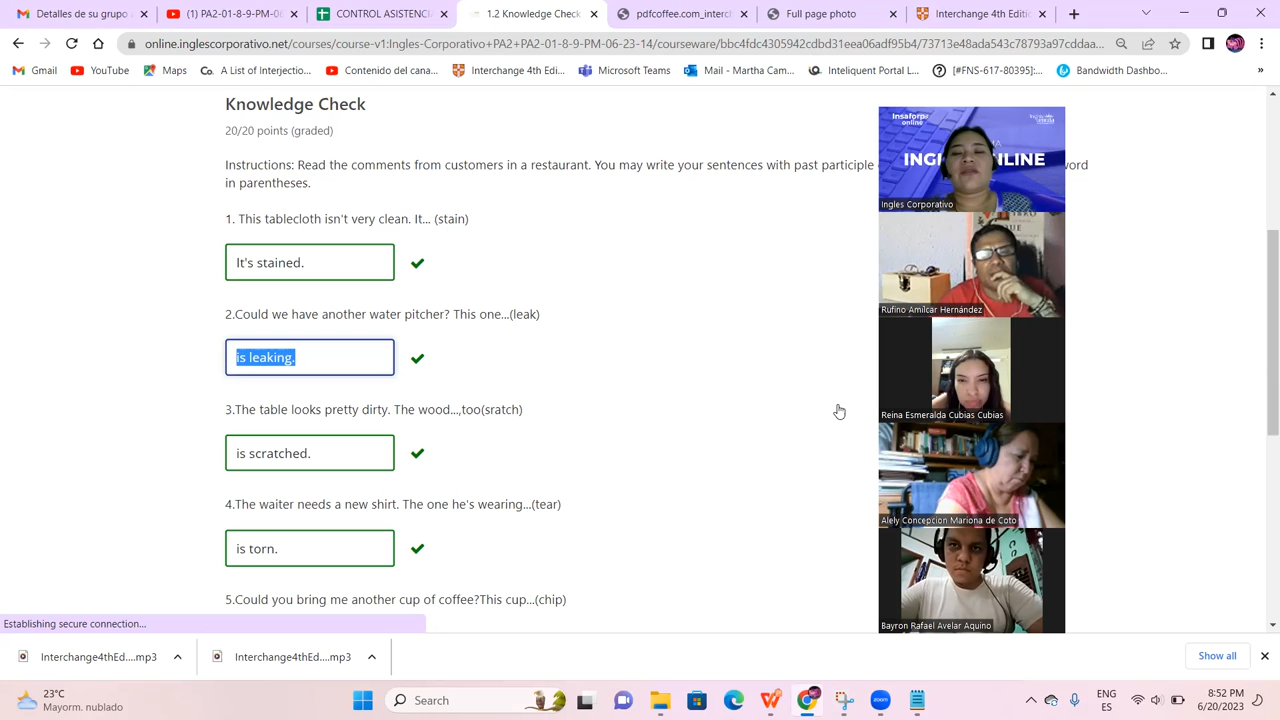 Detalles de su grupo
(1) PA2-01-8-9-PM-0
CONTROL ASISTENCI
1.2 Knowledge Check
pdfcoffee.com_interch
Full page photo
Interchange 4th Editi
online.inglescorporativo.net/courses/course-v1:Ingles-Corporativo+PA2+PA2-01-8-9-PM-06-23-14/courseware/bbc4fdc4305942cdbd31eea06adf95b4/73713e48ada543c78793a97cddaa...
Gmail
YouTube
Maps
A List of Interjectio...
Contenido del cana...
Interchange 4th Edi...
Microsoft Teams
Mail - Martha Cam...
Inteliquent Portal L...
[#FNS-617-80395]:...
Bandwidth Dashbo...
»
Knowledge Check
20/20 points (graded)
Instructions: read the comments from customers in a restaurant. You may write your sentences with past participle
in parentheses.
1. This tablecloth isn't very clean. It... (stain)
It's stained.
2.Could we have another water pitcher? This one...(leak)
is leaking.
3.The table looks pretty dirty. The wood...,too(sratch)
is scratched.
4.The waiter needs a new shirt. The one he's wearing...(tear)
is torn.
5.Could you bring me another cup of coffee?This cup...(chip)
Insaforp
online
Ingles Corporativo
Rufino Amilcar Hernández
Reina Esmeralda Cubias Cubias
Alely Concepcion Mariona de Coto
Bayron Rafael Avelar Aquino
Establishing secure connection...
Interchange4thEd....mp3
Interchange4thEd....mp3
Show all
23°C
Mayorm. nublado
Search
ENG
ES
8:52 PM
6/20/2023